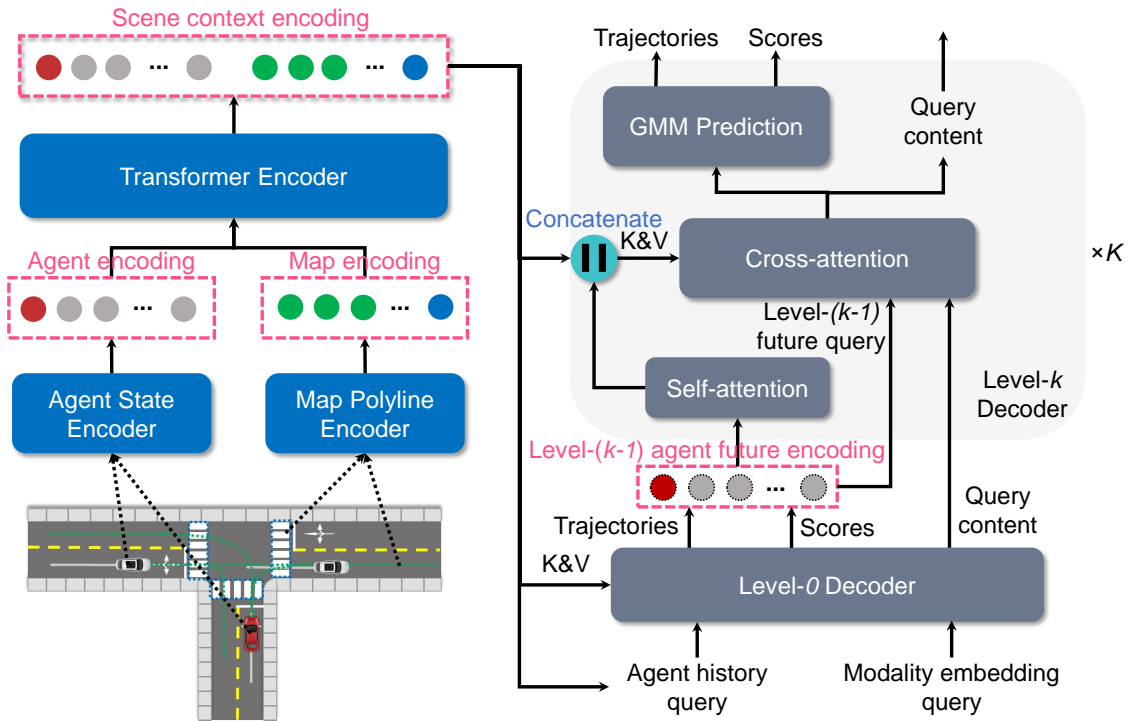 Scene context encoding
...
...
Transformer Encoder
Agent encoding
Map encoding
...
...
Agent State
Encoder
Map Polyline
Encoder
Trajectories
Scores
GMM Prediction
Query
content
Concatenate
K&V
Cross-attention
×K
Level-(k-1)
future query
Self-attention
Level-k
Decoder
Level-(k-1) agent future encoding
...
Trajectories
Scores
Query
content
K&V
Level-0 Decoder
Agent history
query
Modality embedding
query